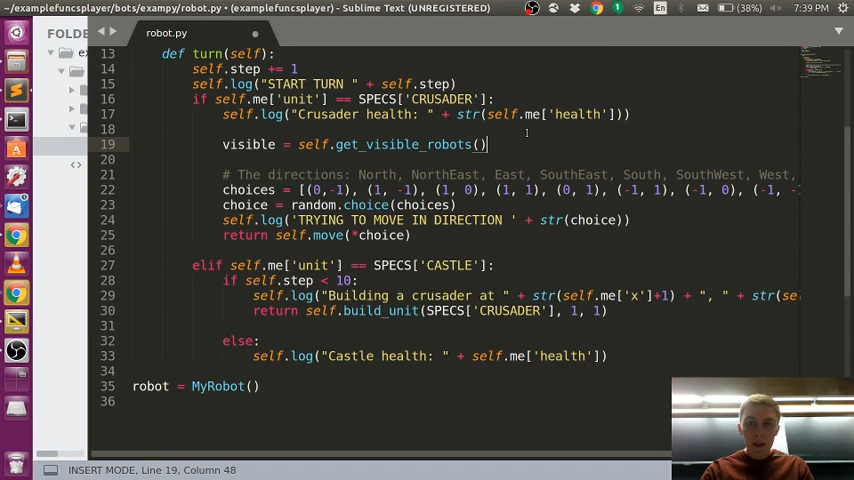 ~/exampy/bots/exampy/robot.py • (examplefuncsplayer) - Sublime Text (UNREGISTERED)
En
(38%)
7:39 PM
FOLD
robot.py
13 def turn(self):
14 self.step += 1
15 self.log("START TURN " + self.step)
16 if self.me['unit'] == SPECS['CRUSADER']:
17 self.log("Crusader health: " + str(self.me['health']))
18
19 visible = self.get_visible_robots()
20
21 # The directions: North, NorthEast, East, SouthEast, South, SouthWest, West,
22 choices = [(0,-1), (1, -1), (1, 0), (1, 1), (0, 1), (-1, 1), (-1, 0), (-1, -1
23 choice = random.choice(choices)
24 self.log('TRYING TO MOVE IN DIRECTION ' + str(choice))
25 return self.move(*choice)
26
27 elif self.me['unit'] == SPECS['CASTLE']:
28 if self.step < 10:
29 self.log("Building a crusader at " + str(self.me['x']+1) + ", " + str(se
30 return self.build_unit(SPECS['CRUSADER'], 1, 1)
31
32 else:
33 self.log("Castle health: " + self.me['health'])
34
35 robot = MyRobot()
36
INSERT MODE, Line 19, Column 48